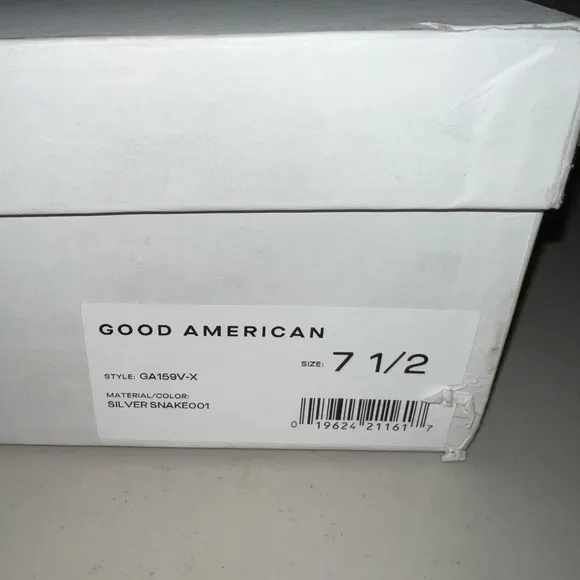 GOOD AMERICAN
SIZE: 7 1/2
STYLE: GA159V-X
MATERIAL/COLOR:
SILVER SNAKE001
0 19624 21161 7